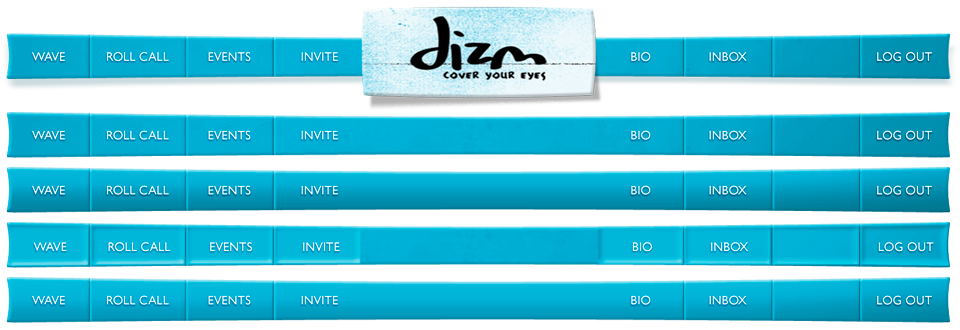 WAVE ROLL CALL EVENTS INVITE dizm BIO INBOX LOG OUT
COVER YOUR EYES
WAVE ROLL CALL EVENTS INVITE BIO INBOX LOG OUT
WAVE ROLL CALL EVENTS INVITE BIO INBOX LOG OUT
WAVE ROLL CALL EVENTS INVITE BIO INBOX LOG OUT
WAVE ROLL CALL EVENTS INVITE BIO INBOX LOG OUT